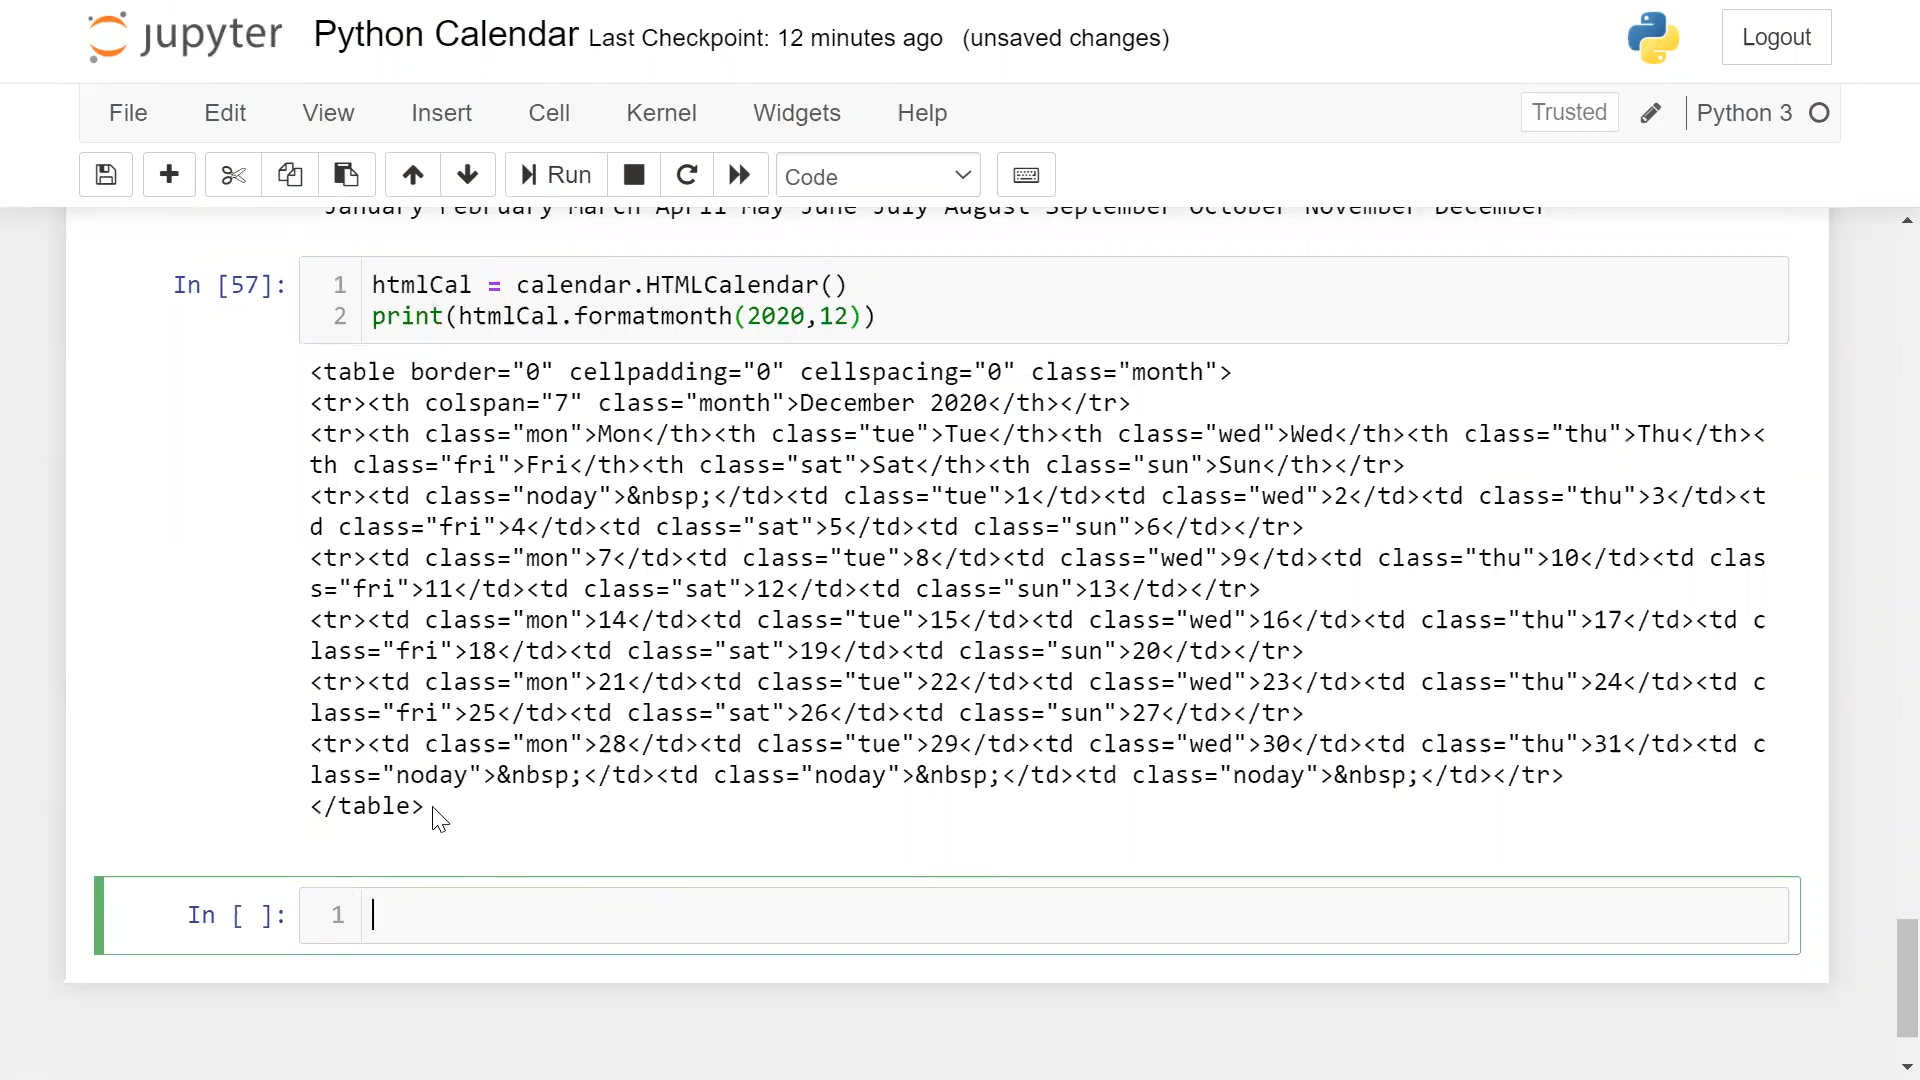 jupyter Python Calendar Last Checkpoint: 12 minutes ago (unsaved changes) Logout
File Edit View Insert Cell Kernel Widgets Help Trusted Python 3
Run Code
January February March April May June July August September October November December
In [57]: 1 htmlCal = calendar.HTMLCalendar()
2 print(htmlCal.formatmonth(2020,12))
<table border="0" cellpadding="0" cellspacing="0" class="month">
<tr><th colspan="7" class="month">December 2020</th></tr>
<tr><th class="mon">Mon</th><th class="tue">Tue</th><th class="wed">Wed</th><th class="thu">Thu</th><
th class="fri">Fri</th><th class="sat">Sat</th><th class="sun">Sun</th></tr>
<tr><td class="noday">&nbsp;</td><td class="tue">1</td><td class="wed">2</td><td class="thu">3</td><t
d class="fri">4</td><td class="sat">5</td><td class="sun">6</td></tr>
<tr><td class="mon">7</td><td class="tue">8</td><td class="wed">9</td><td class="thu">10</td><td clas
s="fri">11</td><td class="sat">12</td><td class="sun">13</td></tr>
<tr><td class="mon">14</td><td class="tue">15</td><td class="wed">16</td><td class="thu">17</td><td c
lass="fri">18</td><td class="sat">19</td><td class="sun">20</td></tr>
<tr><td class="mon">21</td><td class="tue">22</td><td class="wed">23</td><td class="thu">24</td><td c
lass="fri">25</td><td class="sat">26</td><td class="sun">27</td></tr>
<tr><td class="mon">28</td><td class="tue">29</td><td class="wed">30</td><td class="thu">31</td><td c
lass="noday">&nbsp;</td><td class="noday">&nbsp;</td><td class="noday">&nbsp;</td></tr>
</table>
In [ ]: 1